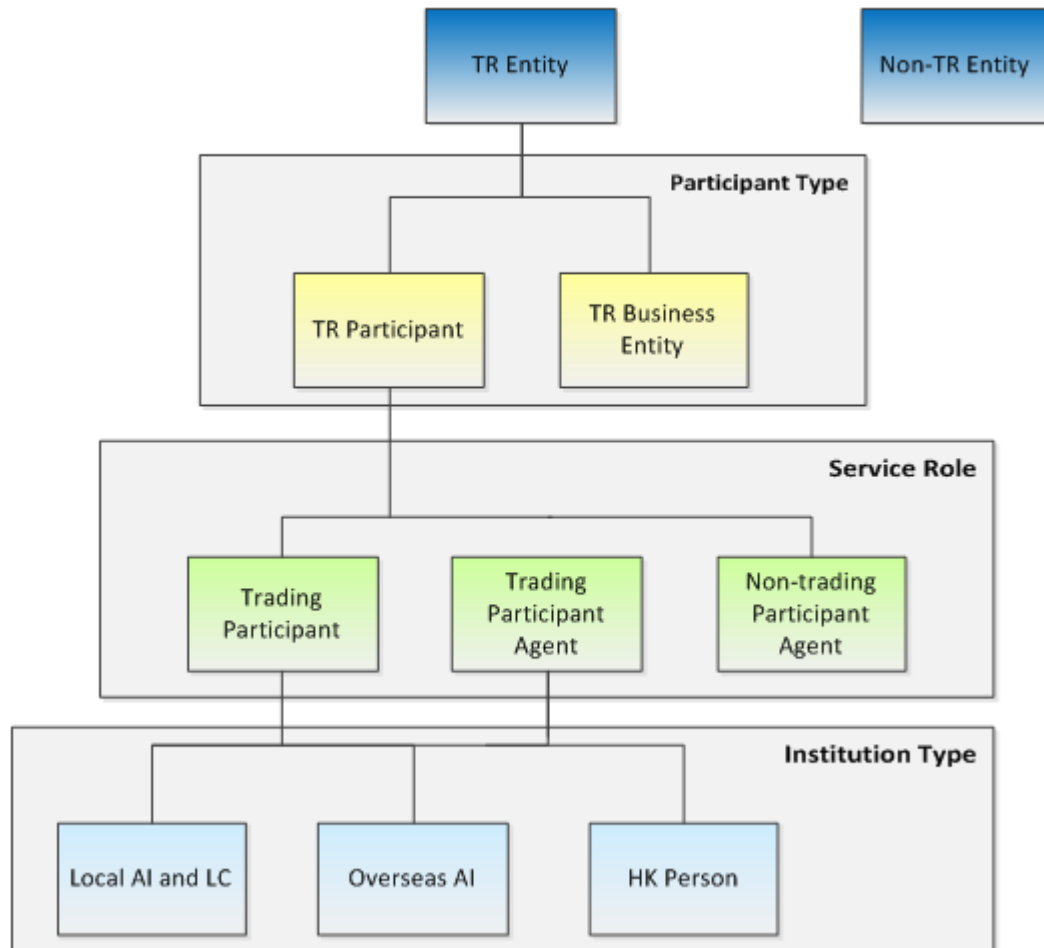 TR Entity
Non-TR Entity
Participant Type
TR Participant
TR Business
Entity
Service Role
Trading
Participant
Trading
Participant
Agent
Non-trading
Participant
Agent
Institution Type
Local AI and LC
Overseas AI
HK Person